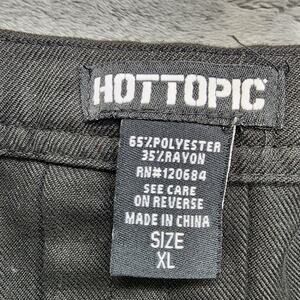 HOTTOPIC
65%POLYESTER
35%RAYON
RN#120684
SEE CARE
ON REVERSE
MADE IN CHINA
SIZE
XL